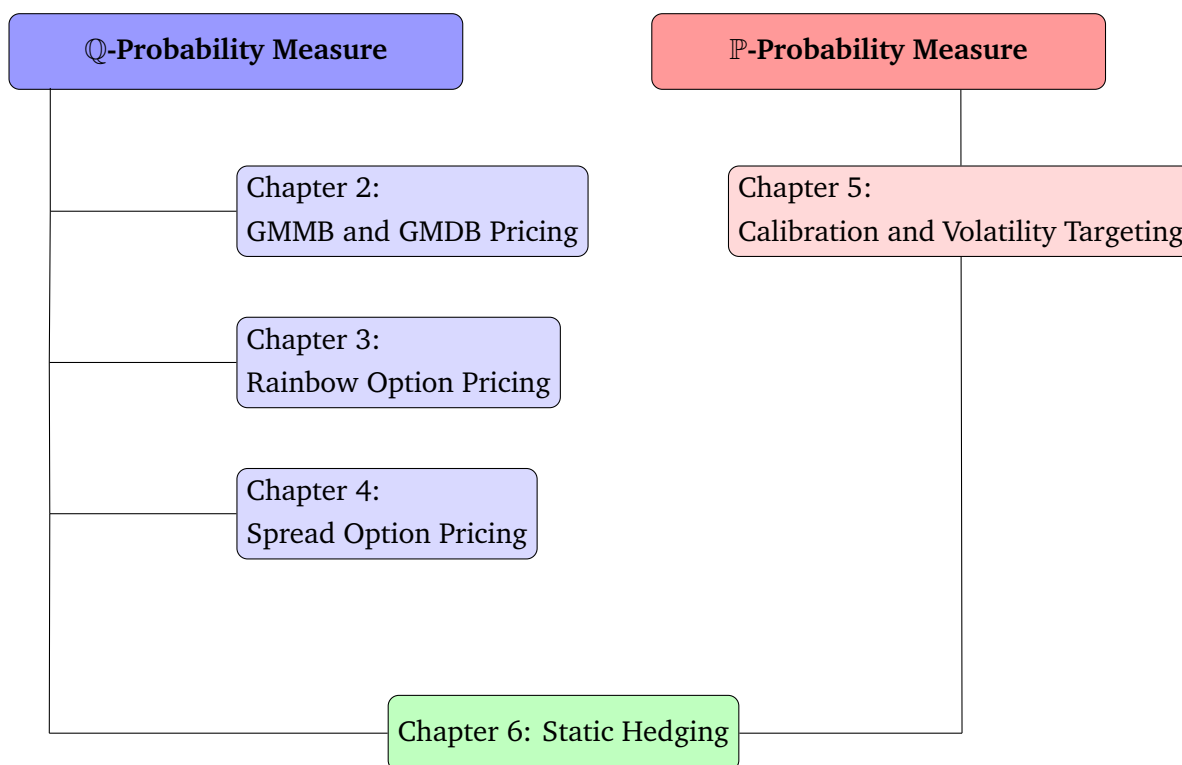 ℚ-Probability Measure
ℙ-Probability Measure
Chapter 2:
GMMB and GMDB Pricing
Chapter 5:
Calibration and Volatility Targeting
Chapter 3:
Rainbow Option Pricing
Chapter 4:
Spread Option Pricing
Chapter 6: Static Hedging